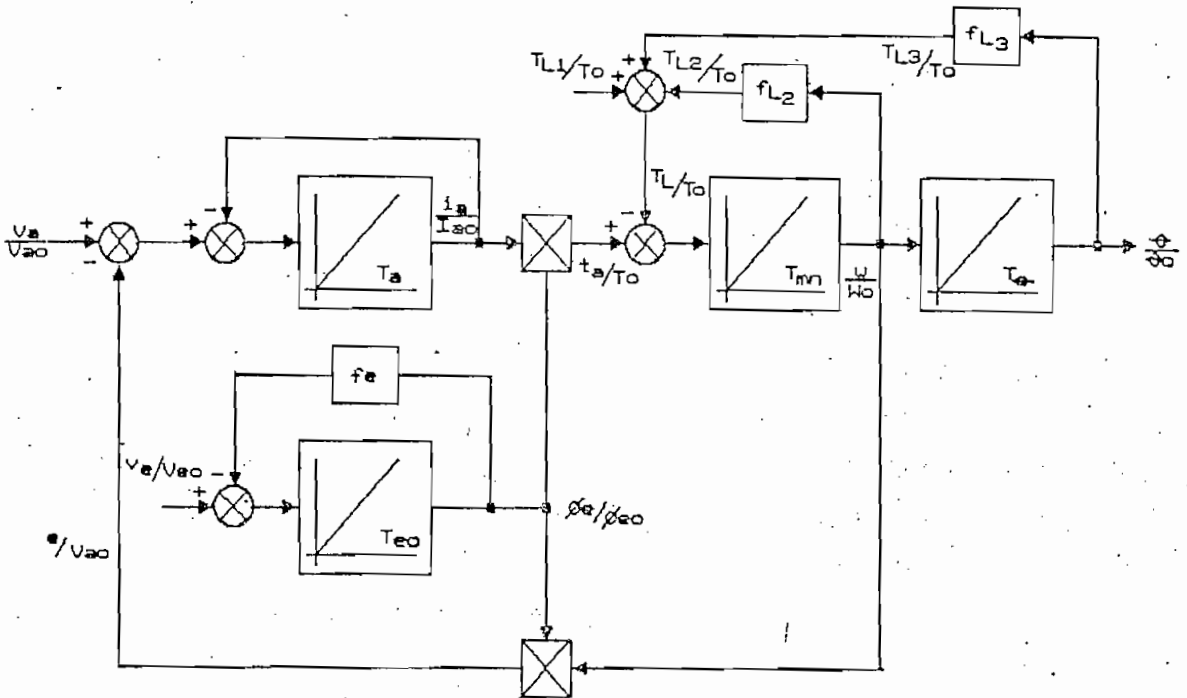 fL3
TL3/To
TL1/To
TL2/To
fL2
TL/To
va
Vao
+
-
+
-
Ta
ia
Iao
ta/To
+
-
+
+
Tmn
w
Wo
fe
ve/Veo
+
-
Teo
øe/øeo
e/Vao